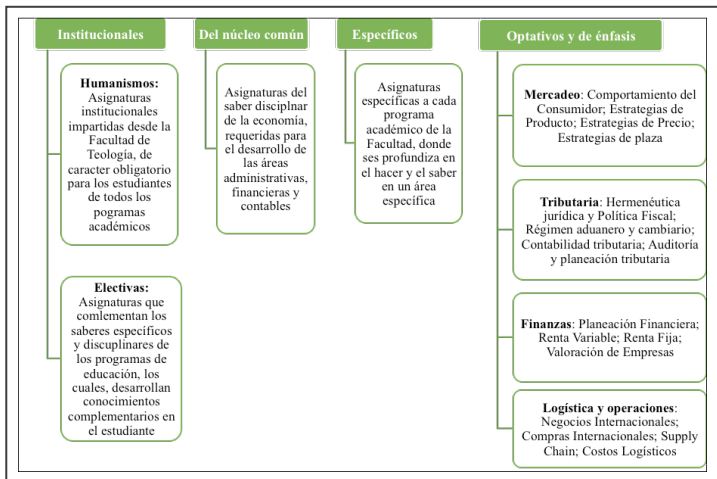 Institucionales
Humanismos:
Asignaturas
institucionales
impartidas desde la
Facultad de
Teología, de
caracter obligatorio
para los estudiantes
de todos los
pogramas
académicos
Electivas:
Asignaturas que
comlementan los
saberes específicos
y discuplinares de
los programas de
educación, los
cuales, desarrollan
conocimientos
complementarios en
el estudiante
Del núcleo común
Asignaturas del
saber disciplnar
de la economía,
requeridas para
el desarrollo de
las áreas
administrativas,
financieras y
contables
Específicos
Asignaturas
específicas a cada
programa
académico de la
Facultad, donde
ses profundiza en
el hacer y el saber
en un área
específica
Optativos y de énfasis
Mercadeo: Comportamiento del
Consumidor; Estrategias de
Producto; Estrategias de Precio;
Estrategias de plaza
Tributaria: Hermenéutica
jurídica y Política Fiscal;
Régimen aduanero y cambiario;
Contabilidad tributaria; Auditoría
y planeación tributaria
Finanzas: Planeación Financiera;
Renta Variable; Renta Fija;
Valoración de Empresas
Logística y operaciones:
Negocios Internacionales;
Compras Internacionales; Supply
Chain; Costos Logísticos